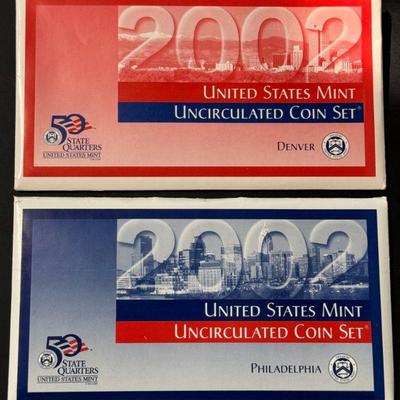 2002
UNITED STATES MINT
UNCIRCULATED COIN SET®
DENVER
50
STATE
QUARTERS
UNITED STATES MINT
2002
UNITED STATES MINT
UNCIRCULATED COIN SET®
PHILADELPHIA
50
STATE
QUARTERS
UNITED STATES MINT